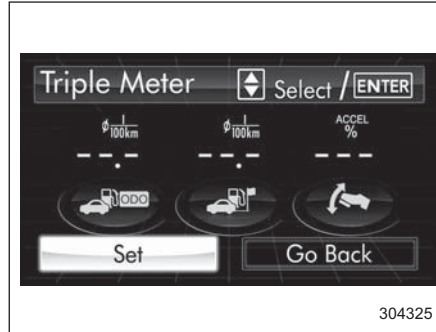 Triple Meter Select / ENTER
ø l/100km ø l/100km ACCEL %
--.- --.- ---
ODO
Set Go Back
304325